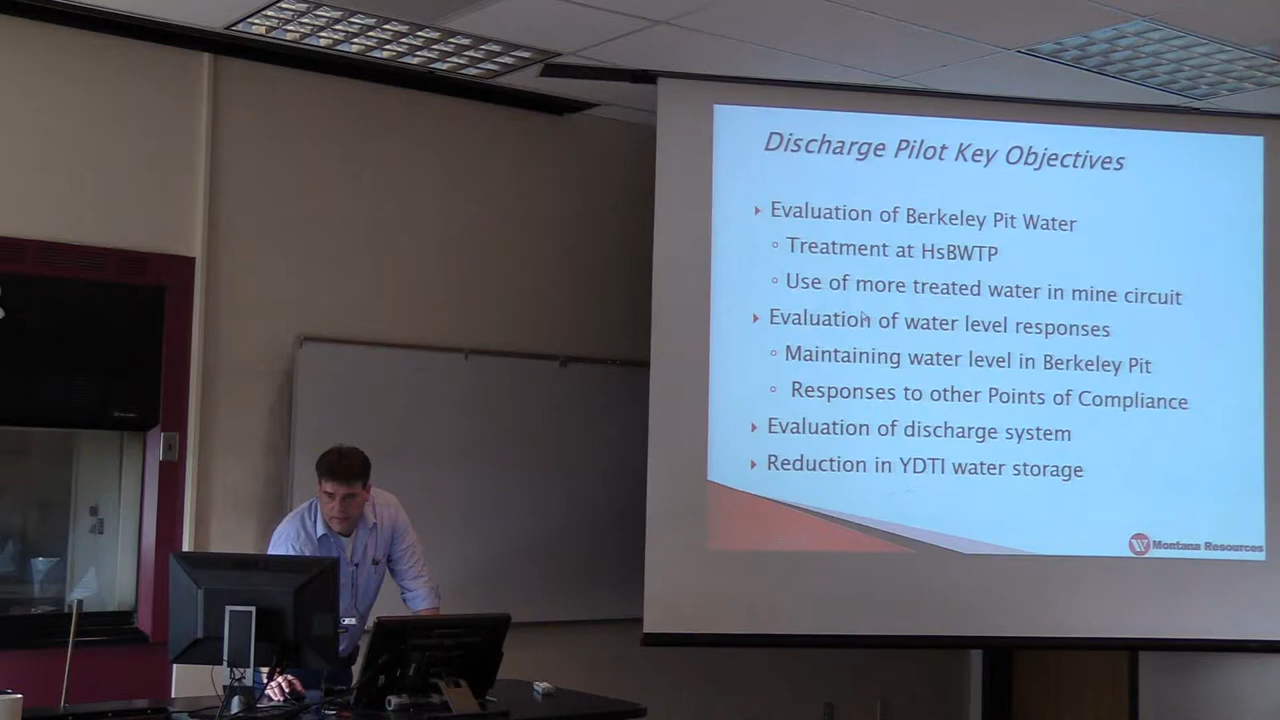 Discharge Pilot Key Objectives
Evaluation of Berkeley Pit Water
Treatment at HsBWTP
Use of more treated water in mine circuit
Evaluation of water level responses
Maintaining water level in Berkeley Pit
Responses to other Points of Compliance
Evaluation of discharge system
Reduction in YDTI water storage
Montana Resources